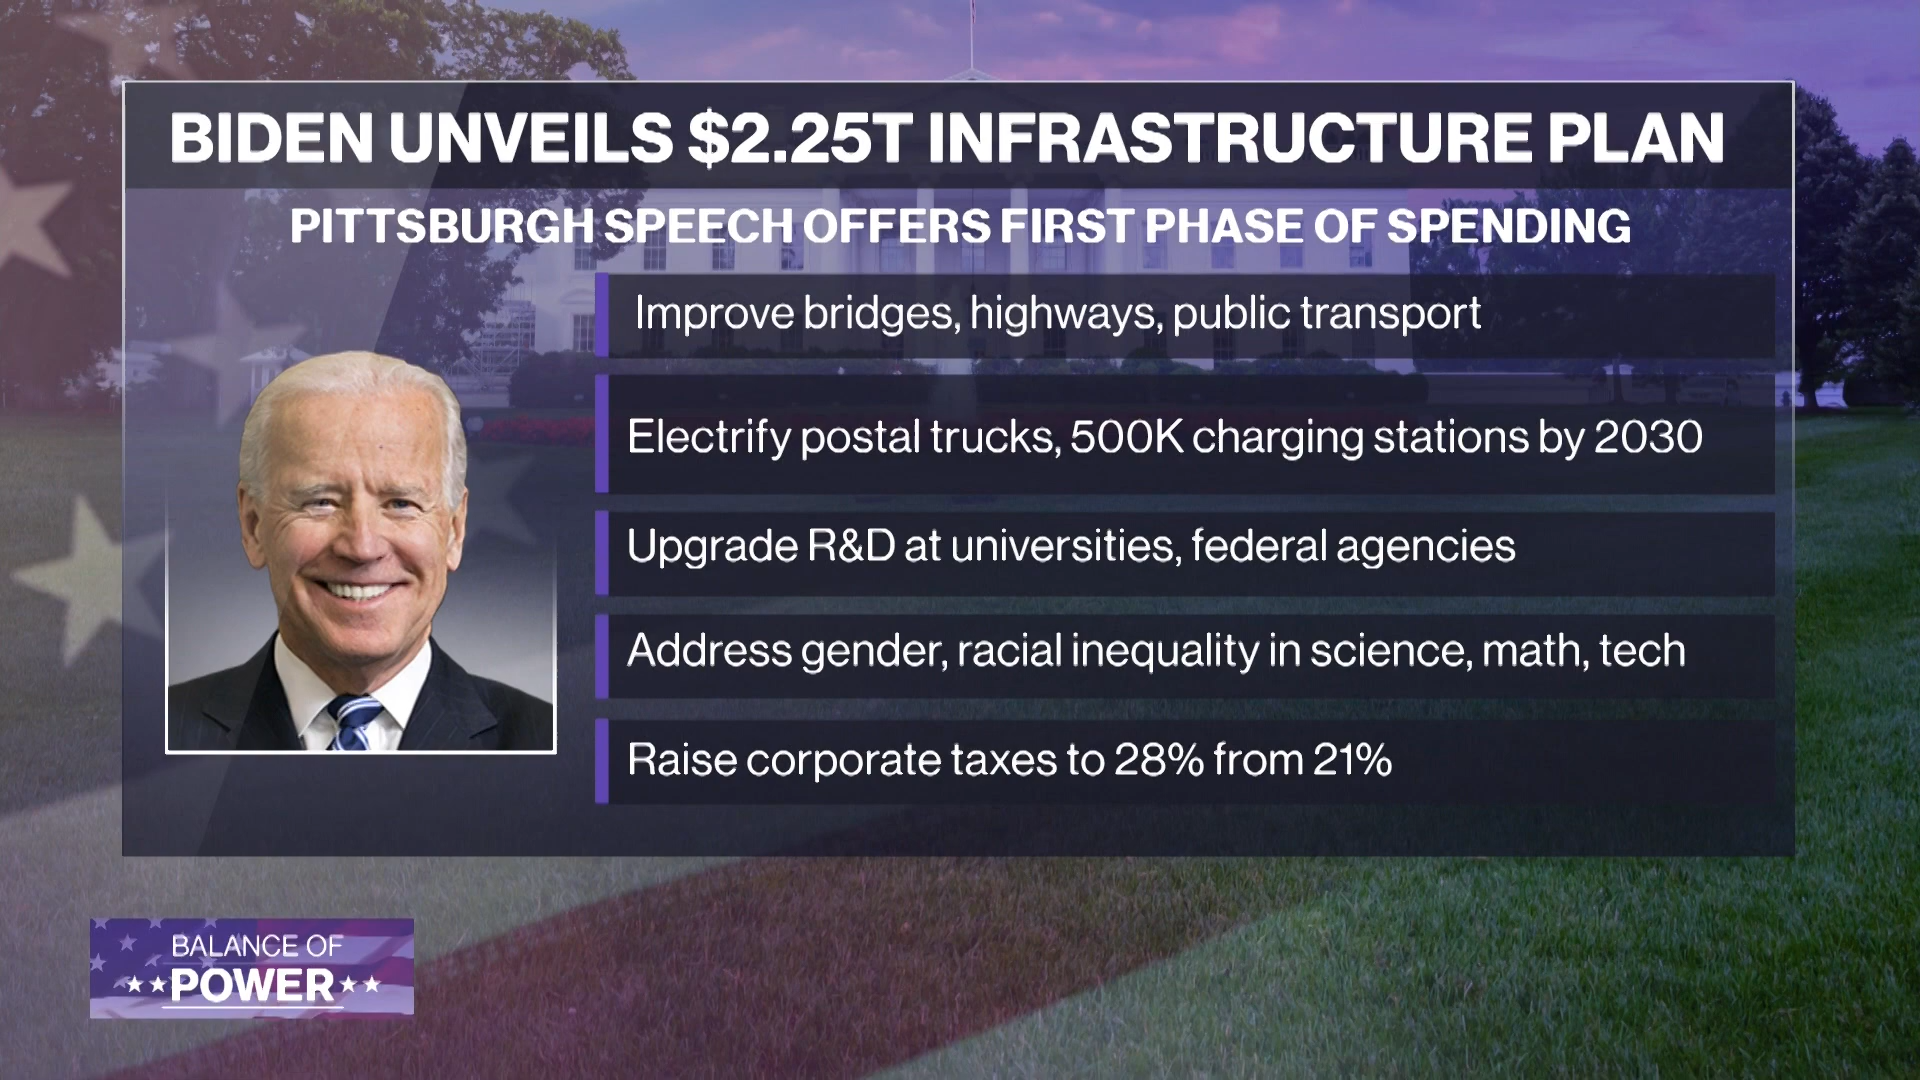 BIDEN UNVEILS $2.25T INFRASTRUCTURE PLAN
PITTSBURGH SPEECH OFFERS FIRST PHASE OF SPENDING
Improve bridges, highways, public transport
Electrify postal trucks, 500K charging stations by 2030
Upgrade R&D at universities, federal agencies
Address gender, racial inequality in science, math, tech
Raise corporate taxes to 28% from 21%
BALANCE OF
POWER